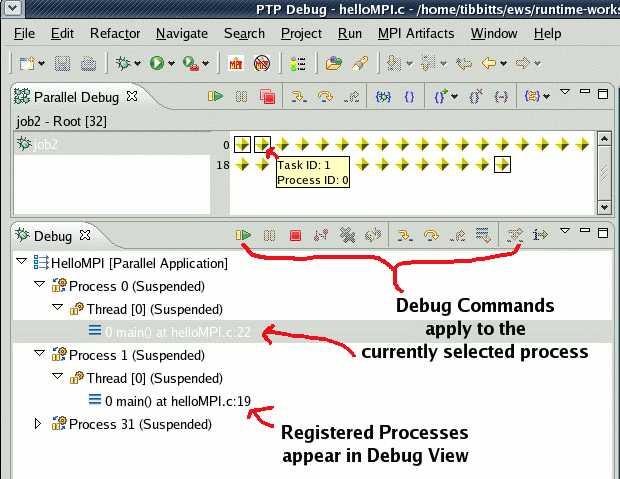 PTP Debug - helloMPI.c - /home/tibbitts/ews/runtime-works
File Edit Refactor Navigate Search Project Run MPI Artifacts Window Help
MPI
Parallel Debug
job2 - Root [32]
job2
0
Task ID: 1
18
Process ID: 0
Debug
HelloMPI [Parallel Application]
Process 0 (Suspended)
Thread [0] (Suspended)
0 main() at helloMPI.c:22
Process 1 (Suspended)
Thread [0] (Suspended)
0 main() at helloMPI.c:19
Process 31 (Suspended)
Debug Commands
apply to the
currently selected process
Registered Processes
appear in Debug View